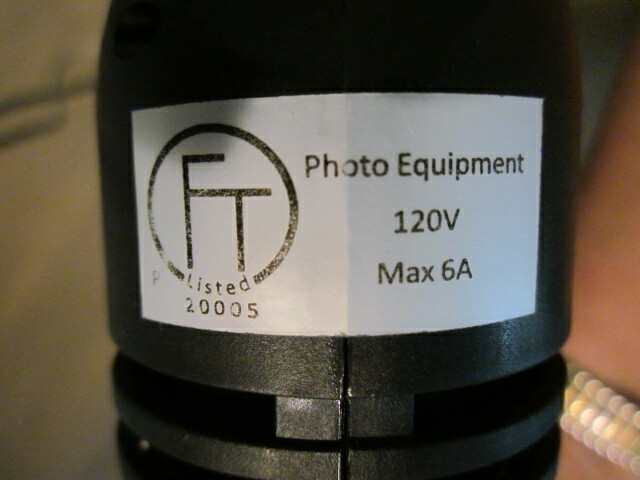 FT
Listed
20005
Photo Equipment
120V
Max 6A